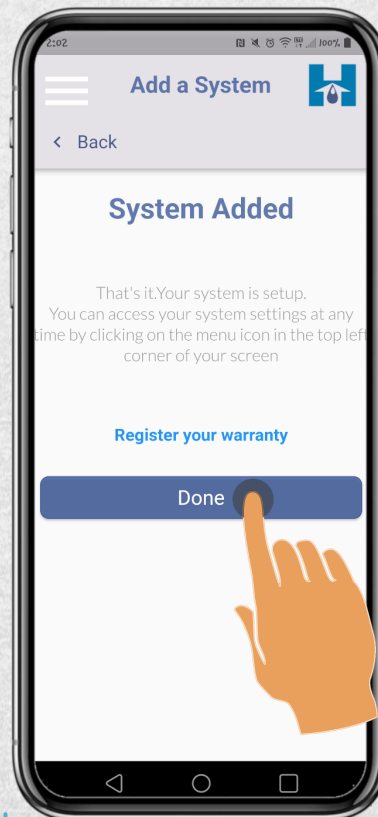 2:02
100%
Add a System
< Back
System Added
That's it.Your system is setup.
You can access your system settings at any
time by clicking on the menu icon in the top left
corner of your screen
Register your warranty
Done